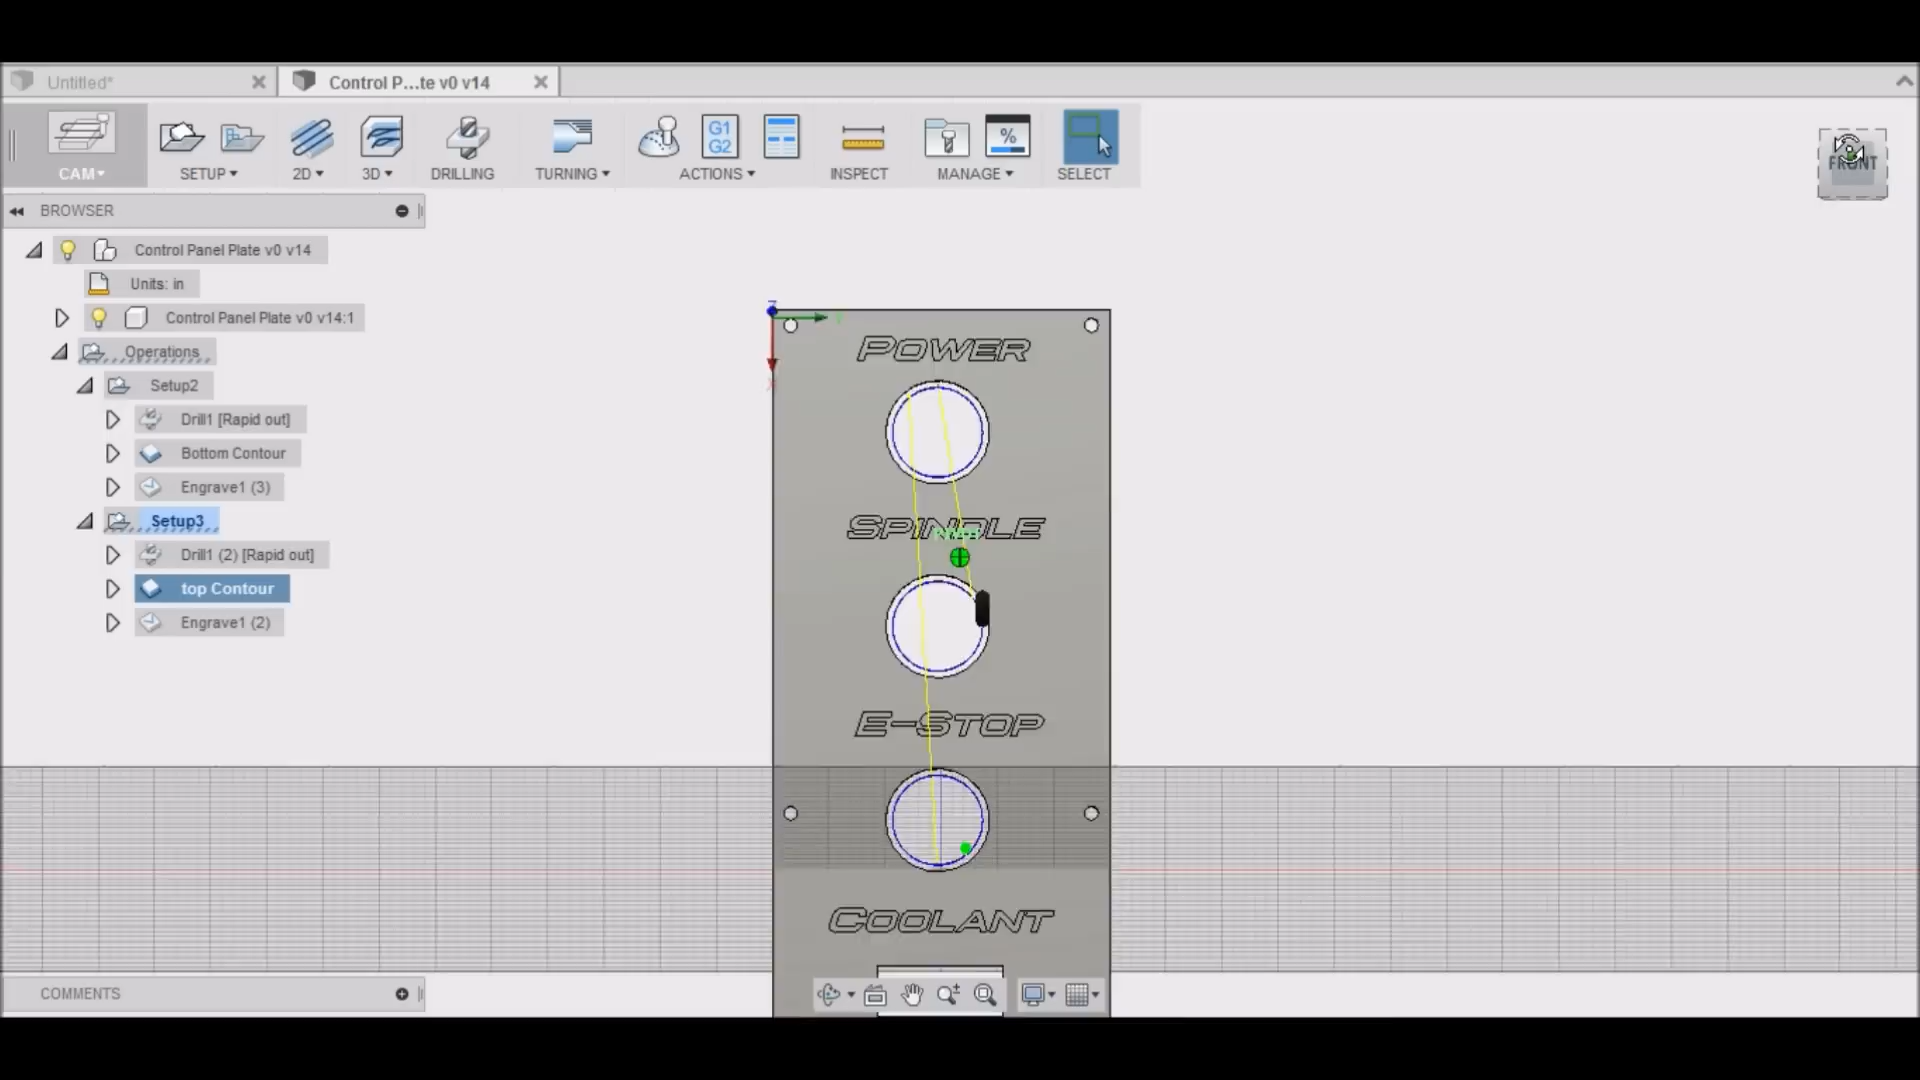 Untitled*
Control P...te v0 v14
G1
G2
%
CAM
SETUP
2D
3D
DRILLING
TURNING
ACTIONS
INSPECT
MANAGE
SELECT
FRONT
BROWSER
Control Panel Plate v0 v14
Units: in
Control Panel Plate v0 v14:1
Operations
Setup2
Drill1 [Rapid out]
Bottom Contour
Engrave1 (3)
Setup3
Drill1 (2) [Rapid out]
top Contour
Engrave1 (2)
Z
X
POWER
SPINDLE
E-STOP
COOLANT
COMMENTS